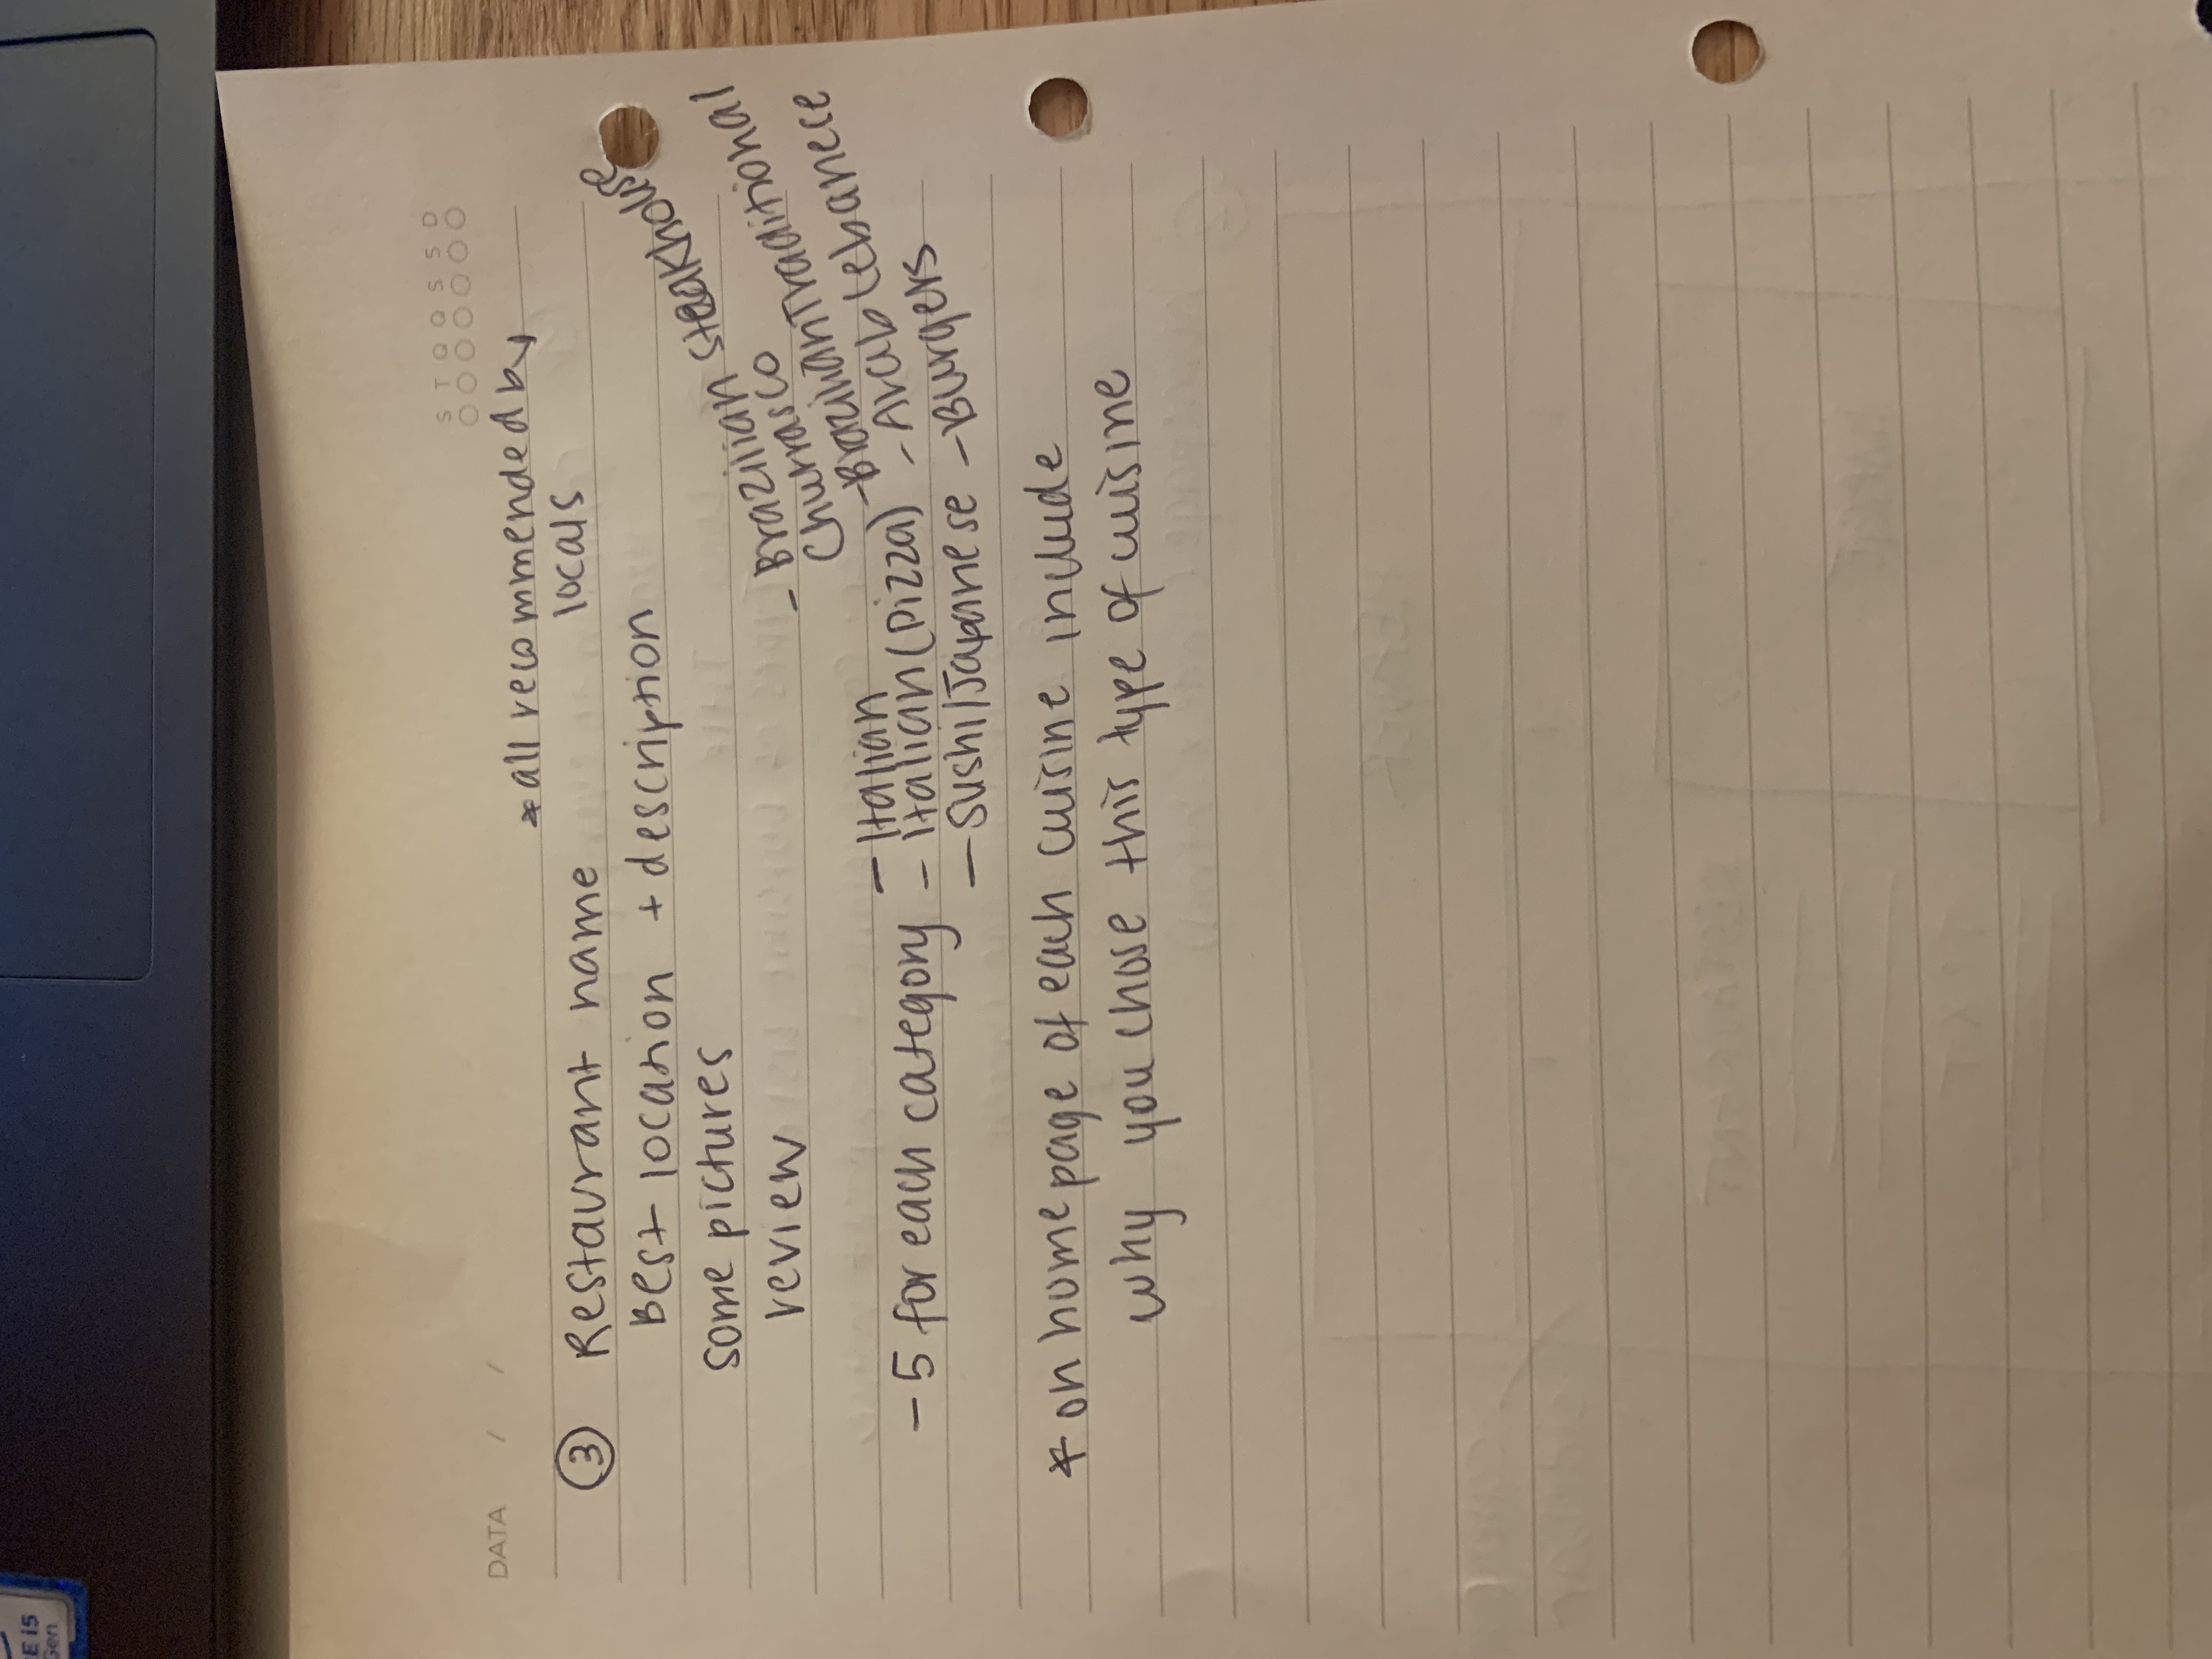 E i5
Gen
S T Q Q S S D
DATA / /
* all recommended by
locals
3 Restaurant name
Best location + description
some pictures
review
- Brazilian steakhouse
Churrasco
- Brazilian Traditional
- Arab Lebanece
- Burgers
- 5 for each category
- Italian
- Italian (Pizza)
- Sushi/Japanese
* on home page of each cuisine include
why you chose this type of cuisine